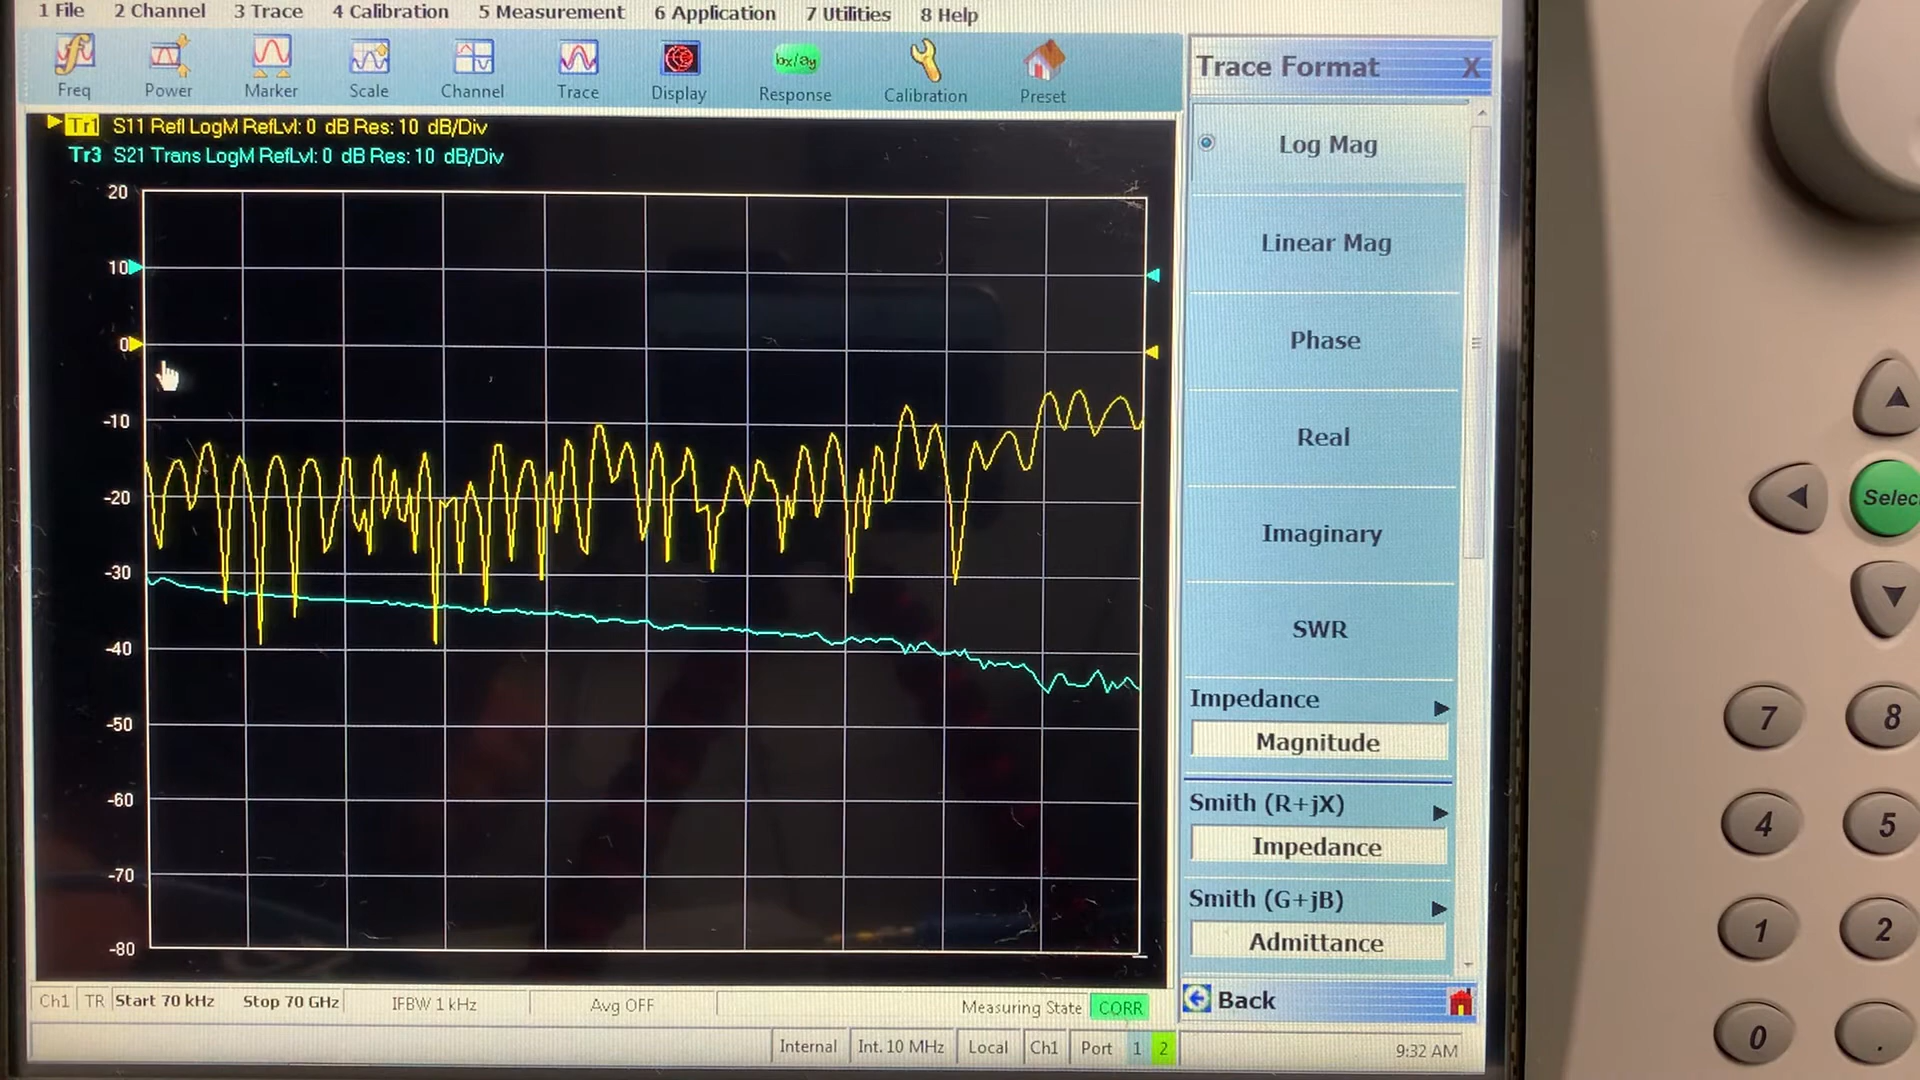 1 File 2 Channel 3 Trace 4 Calibration 5 Measurement 6 Application 7 Utilities 8 Help
Freq Power Marker Scale Channel Trace Display bx/ay Response Calibration Preset
Trace Format X
Tr1 S11 Refl LogM RefLvl: 0 dB Res: 10 dB/Div
Tr3 S21 Trans LogM RefLvl: 0 dB Res: 10 dB/Div
20
10
0
-10
-20
-30
-40
-50
-60
-70
-80
Log Mag
Linear Mag
Phase
Real
Imaginary
SWR
Impedance
Magnitude
Smith (R+jX)
Impedance
Smith (G+jB)
Admittance
Back
Ch1 TR Start 70 kHz Stop 70 GHz IFBW 1 kHz Avg OFF Measuring State CORR
Internal Int. 10 MHz Local Ch1 Port 1 2 9:32 AM
Selec
7 8
4 5
1 2
0 .